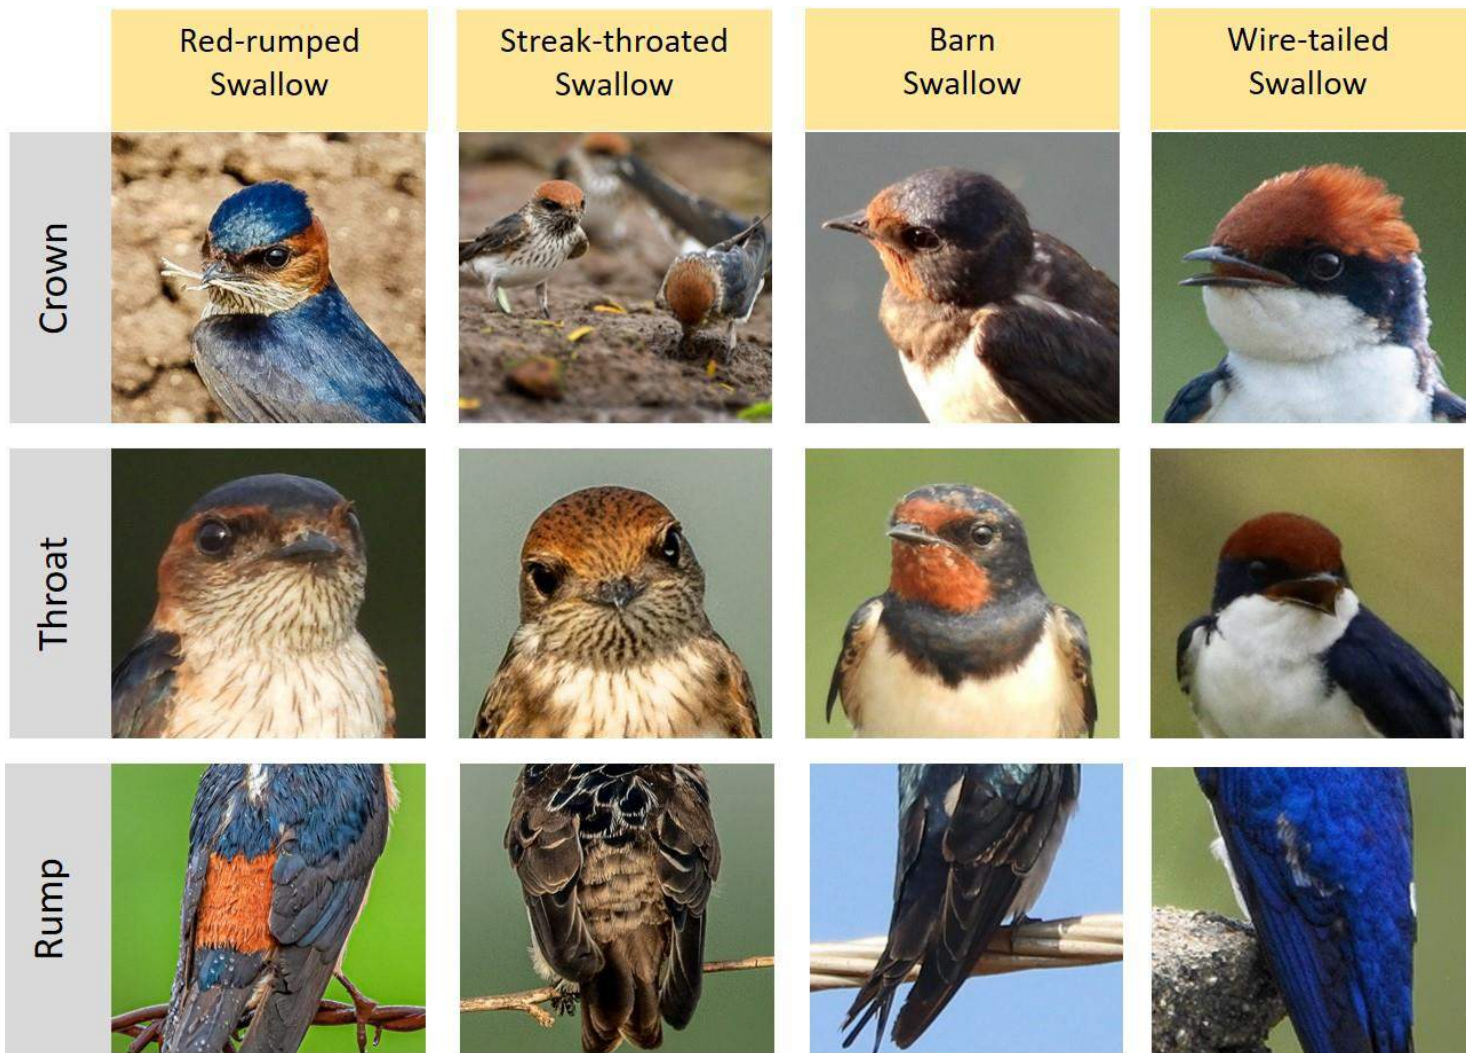 Red-rumped
Swallow
Streak-throated
Swallow
Barn
Swallow
Wire-tailed
Swallow
Crown
Throat
Rump